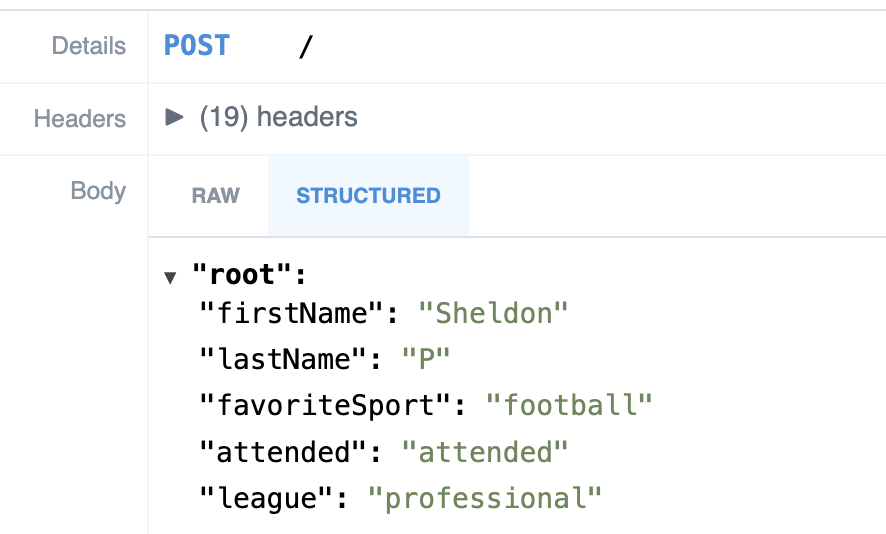 Details POST /
Headers ▶ (19) headers
Body RAW STRUCTURED
▼ "root":
"firstName": "Sheldon"
"lastName": "P"
"favoriteSport": "football"
"attended": "attended"
"league": "professional"